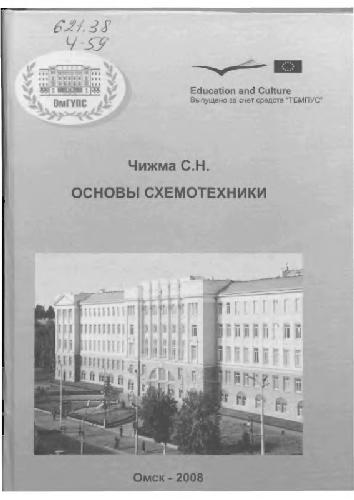 621.38
Ч-59
ОмГУПС
Education and Culture
Выпущено за счет средств "ТЕМПУС"
Чижма С.Н.
ОСНОВЫ СХЕМОТЕХНИКИ
Омск - 2008